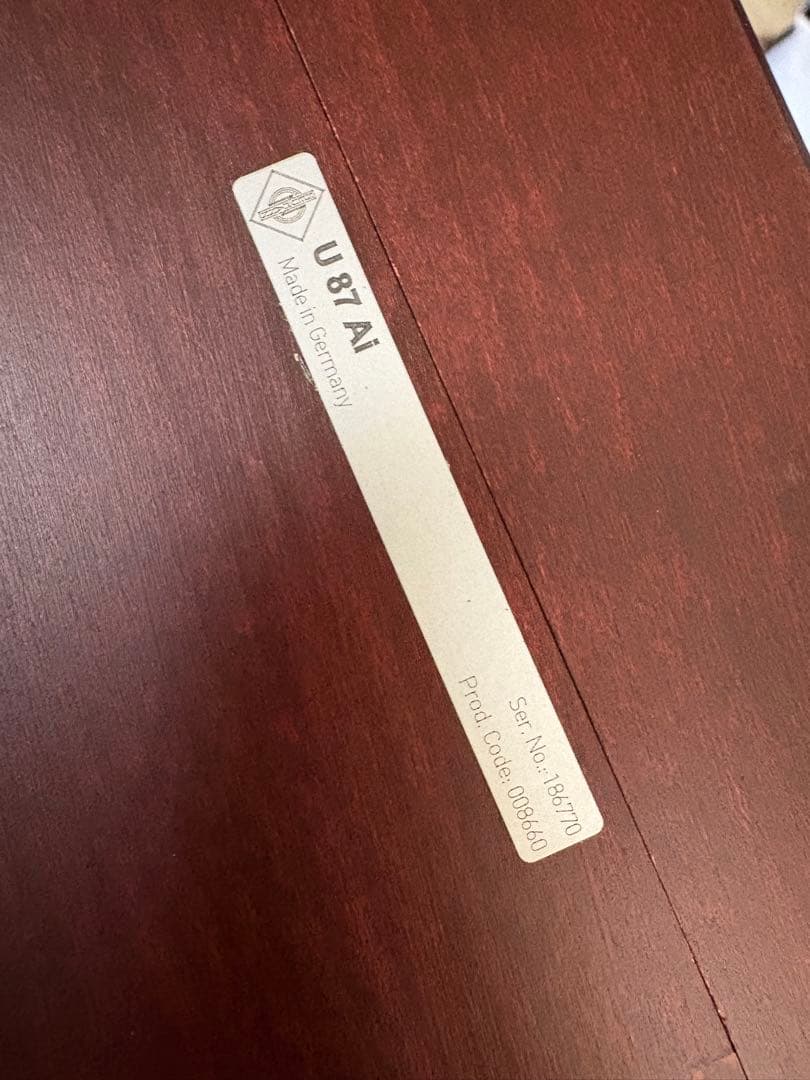 U 87 Ai
Made in Germany
Ser. No.:186770
Prod. Code: 008660